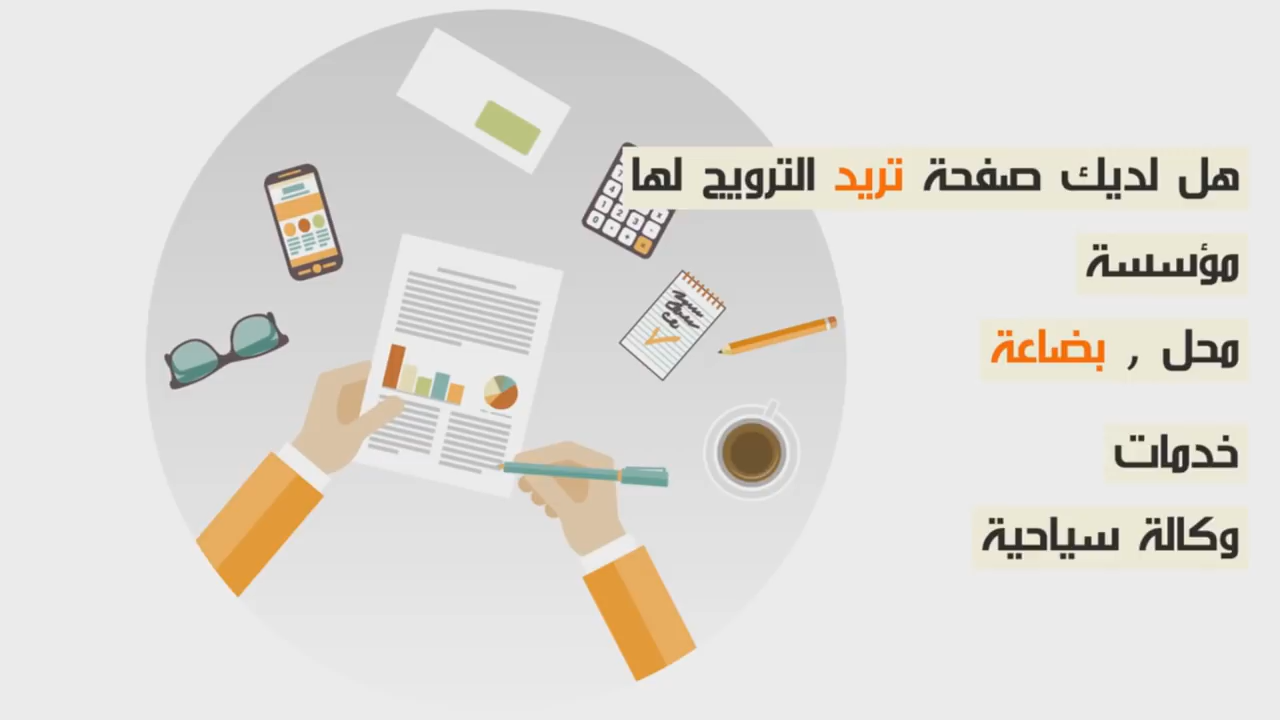 هل لديك صفحة تريد الترويج لها
مؤسسة
محل , بضاعة
خدمات
وكالة سياحية